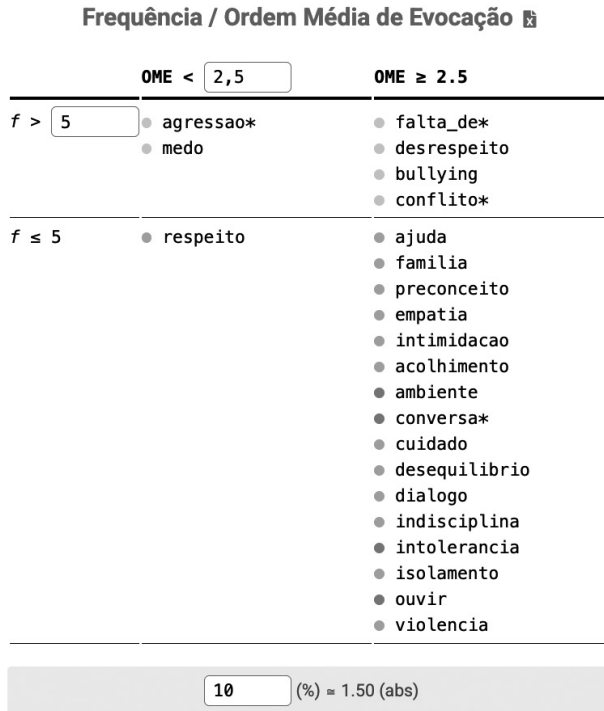 Frequência / Ordem Média de Evocação
OME < 2,5 OME ≥ 2.5
f > 5 agressao* falta_de*
medo desrespeito
bullying
conflito*
f ≤ 5 respeito ajuda
familia
preconceito
empatia
intimidacao
acolhimento
ambiente
conversa*
cuidado
desequilibrio
dialogo
indisciplina
intolerancia
isolamento
ouvir
violencia
10 (%) ≃ 1.50 (abs)